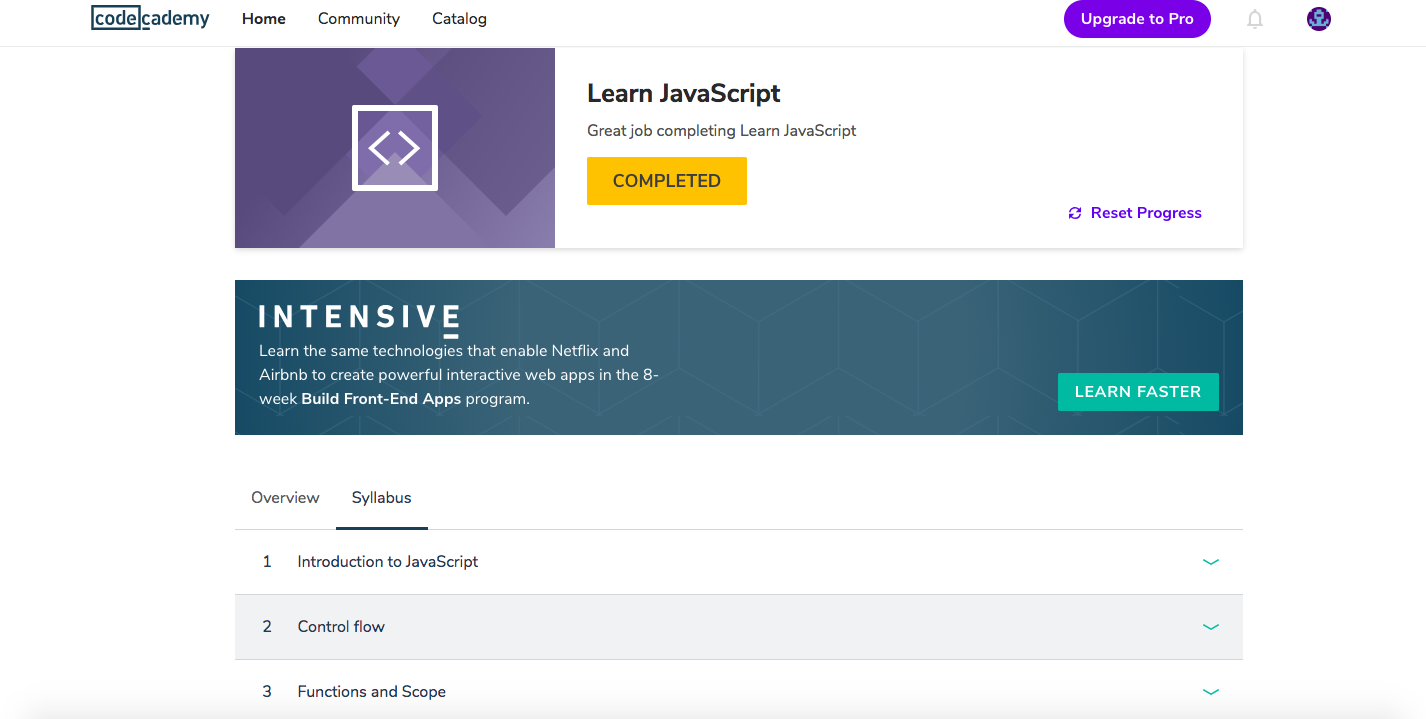 codecademy Home Community Catalog Upgrade to Pro
Learn JavaScript
Great job completing Learn JavaScript
COMPLETED
Reset Progress
INTENSIVE
Learn the same technologies that enable Netflix and
Airbnb to create powerful interactive web apps in the 8-
week Build Front-End Apps program.
LEARN FASTER
Overview Syllabus
1 Introduction to JavaScript
2 Control flow
3 Functions and Scope